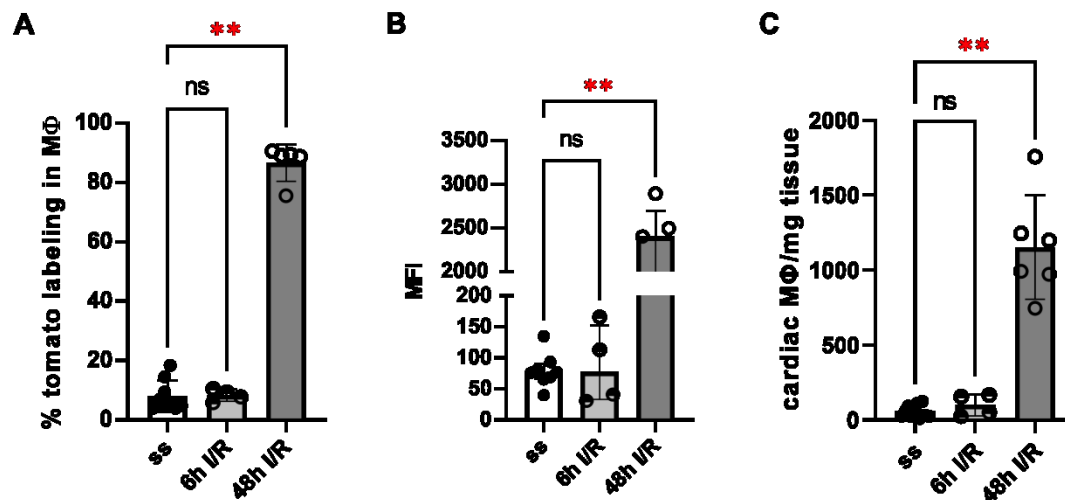 A
**
ns
% tomato labeling in MΦ
100
80
60
40
20
0
ss
6h I/R
48h I/R
B
**
ns
MFI
3500
3000
2500
2000
200
150
100
50
0
ss
6h I/R
48h I/R
C
**
ns
cardiac MΦ/mg tissue
2000
1500
1000
500
0
ss
6h I/R
48h I/R